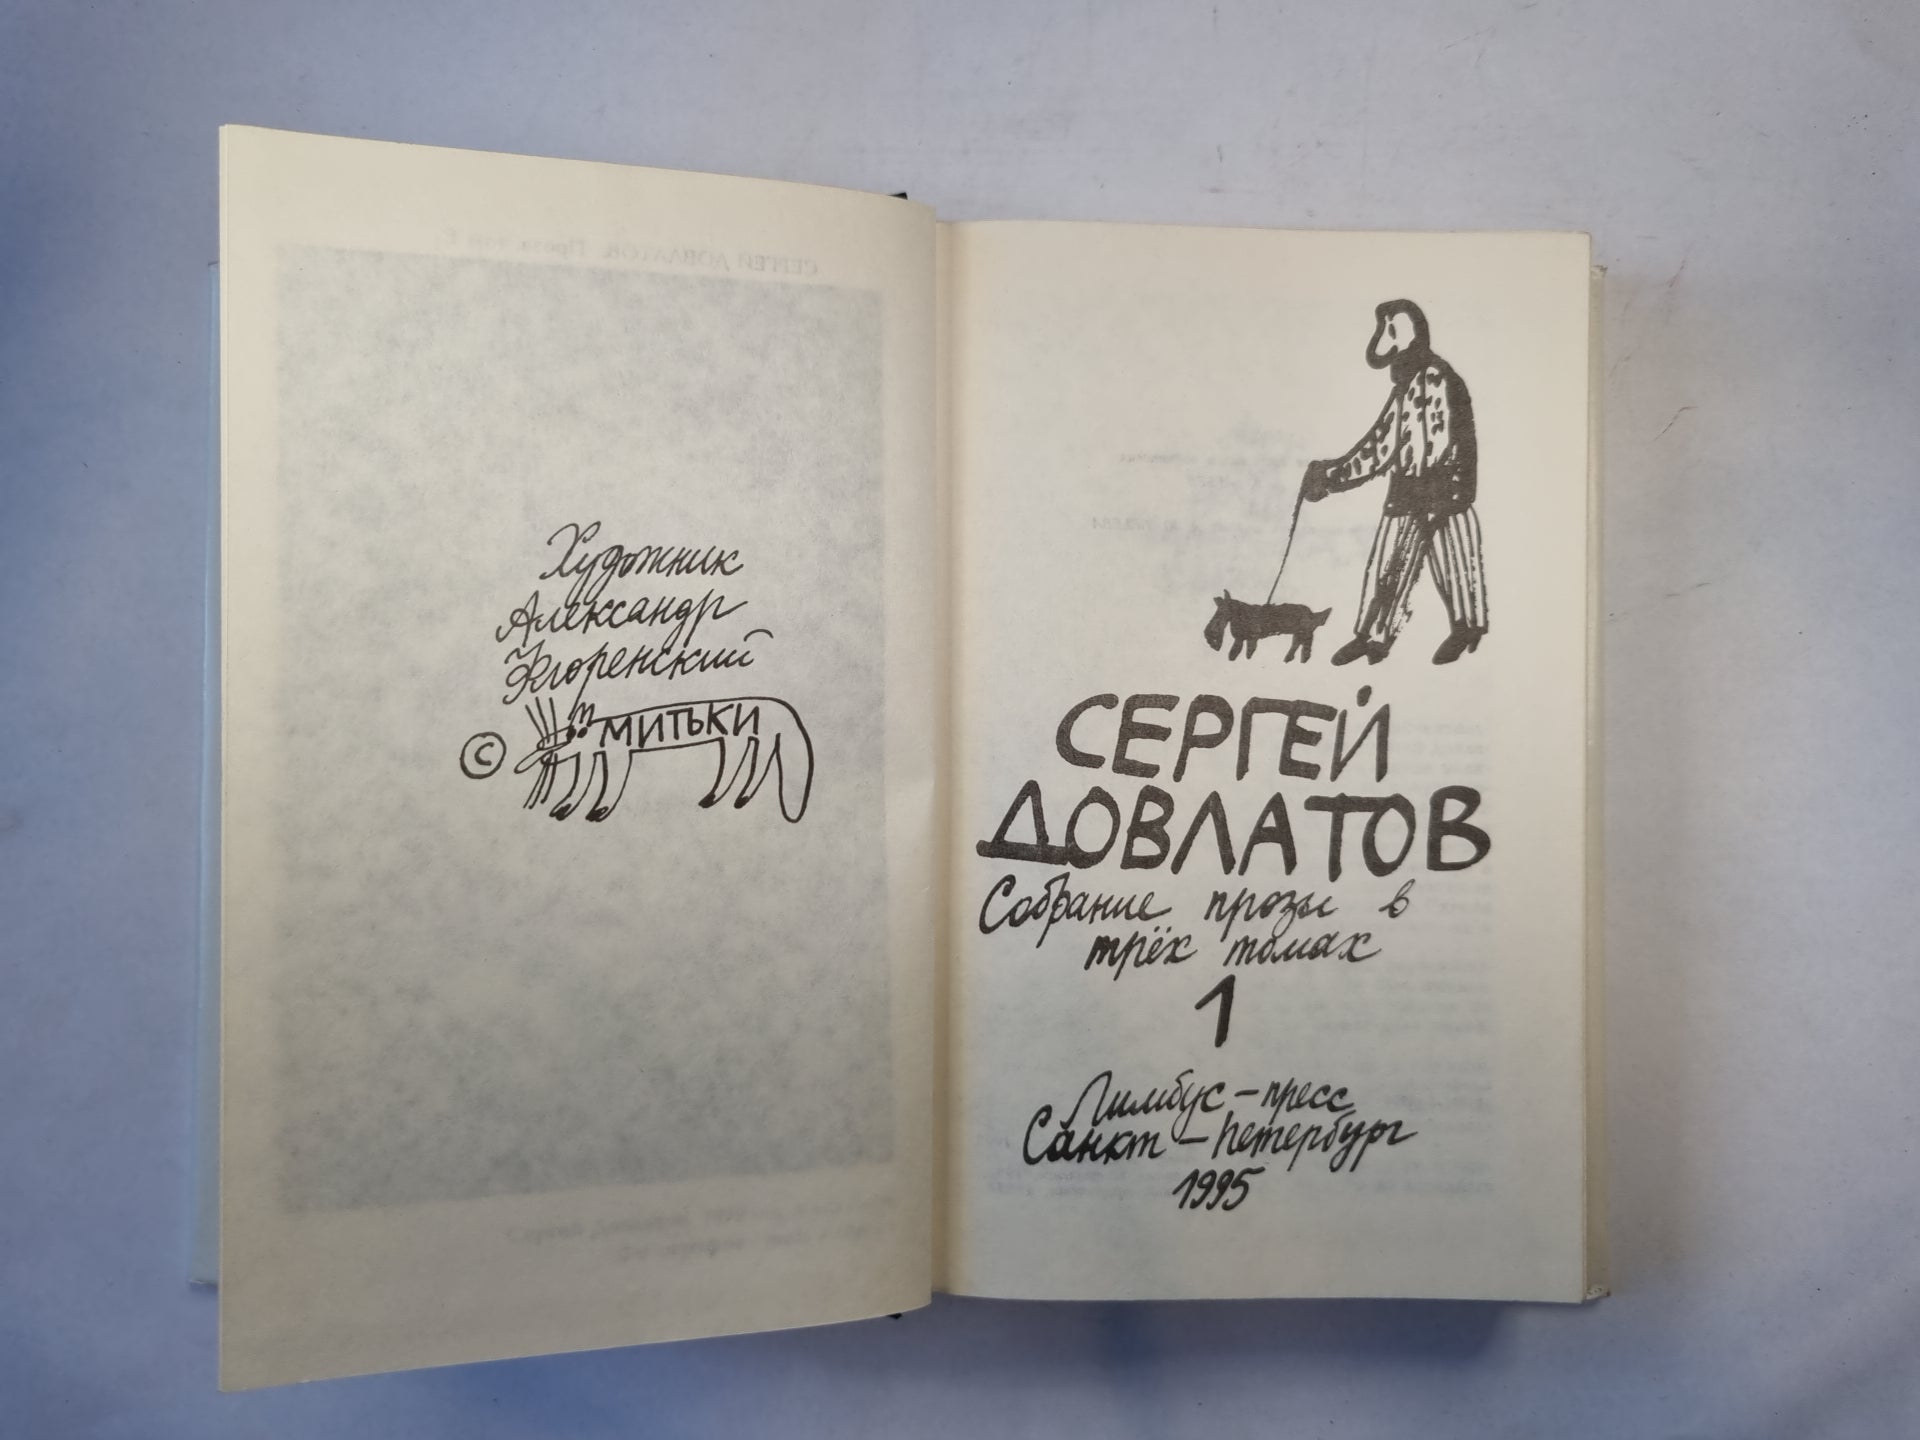 Художник
Александр
Флоренский
© МИТЬКИ
СЕРГЕЙ
ДОВЛАТОВ
Собрание прозы в
трёх томах
1
Лимбус-пресс
Санкт-Петербург
1995